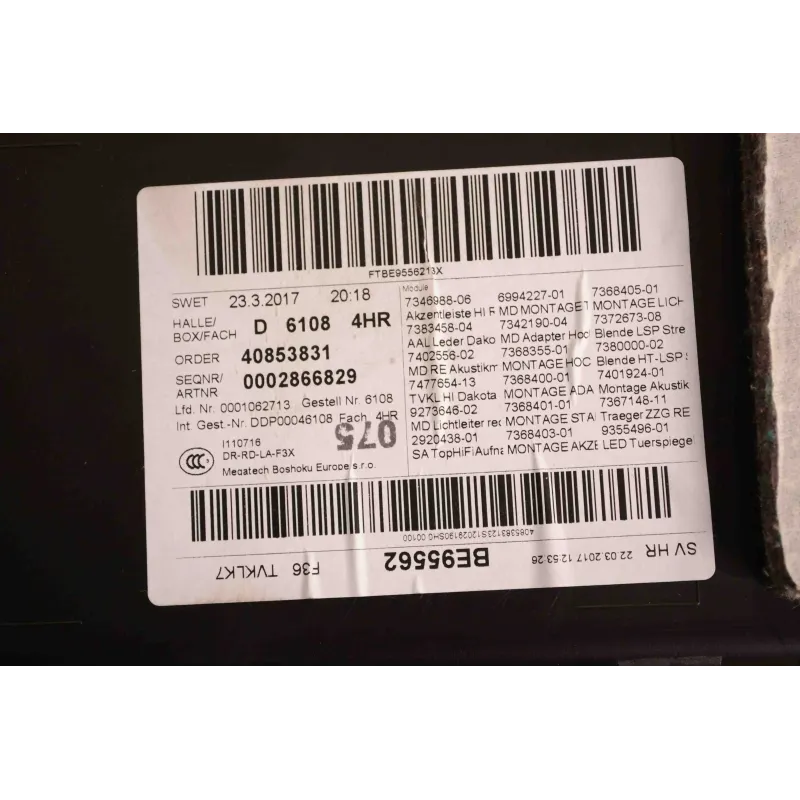 FTBE9556213X
SWET 23.3.2017 20:18
HALLE/
BOX/FACH D 6108 4HR
ORDER 40853831
SEQNR/
ARTNR 0002866829
Lfd. Nr. 0001062713 Gestell Nr. 6108
Int. Gest.-Nr. DDP00046108 Fach 4HR
075
CCC
I110716
DR-RD-LA-F3X
Megatech Boshoku Europe s.r.o.
Module
7346988-06 6994227-01 7368405-01
Akzentleiste HI F MD MONTAGE T MONTAGE LICH
7383458-04 7342190-04 7372673-08
AAL Leder Dako MD Adapter Hoc Blende LSP Stre
7402556-02 7368355-01 7380000-02
MD RE Akustikm MONTAGE HOC Blende HT-LSP S
7477654-13 7368400-01 7401924-01
TVKL HI Dakota MONTAGE ADA Montage Akustik
9273646-02 7368401-01 7367148-11
MD Lichtleiter rec MONTAGE STA Traeger ZZG RE
2920438-01 7368403-01 9355496-01
SA TopHiFi Aufna MONTAGE AKZE LED Tuerspiegel
SV HR 22.03.2017 12:53:26 BE95562 F36 TVKLK7